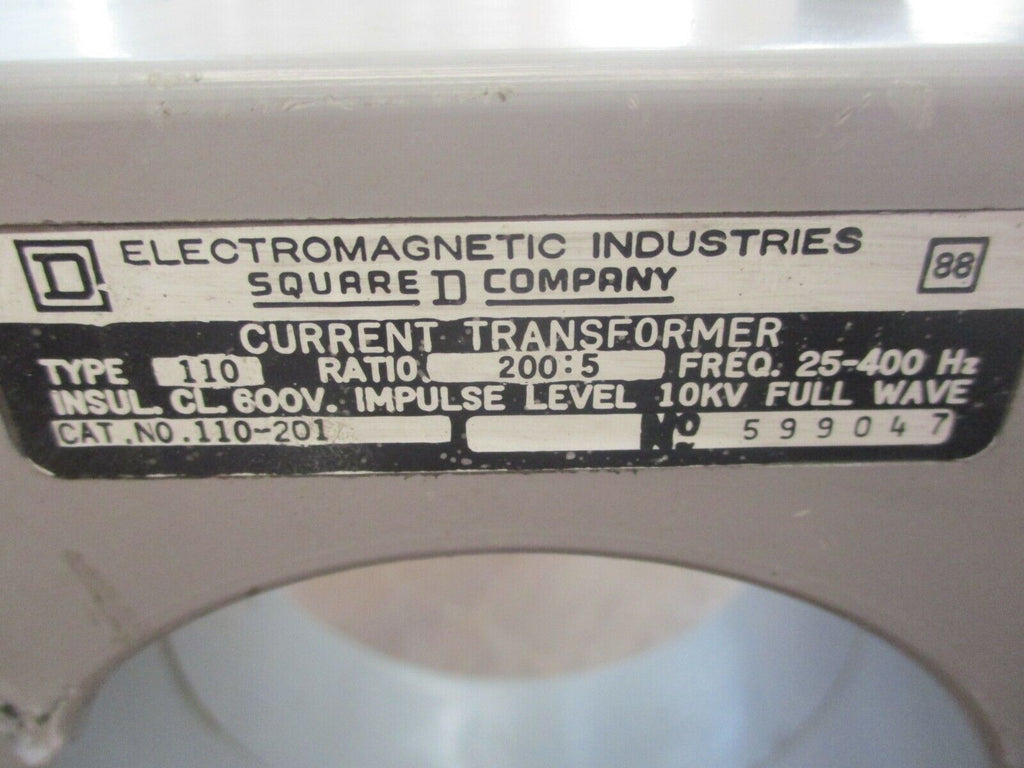 D ELECTROMAGNETIC INDUSTRIES 88
SQUARE D COMPANY
CURRENT TRANSFORMER
TYPE 110 RATIO. 200:5 FREQ. 25-400 Hz
INSUL. CL. 600V. IMPULSE LEVEL 10KV FULL WAVE
CAT.NO.110-201 NO 599047